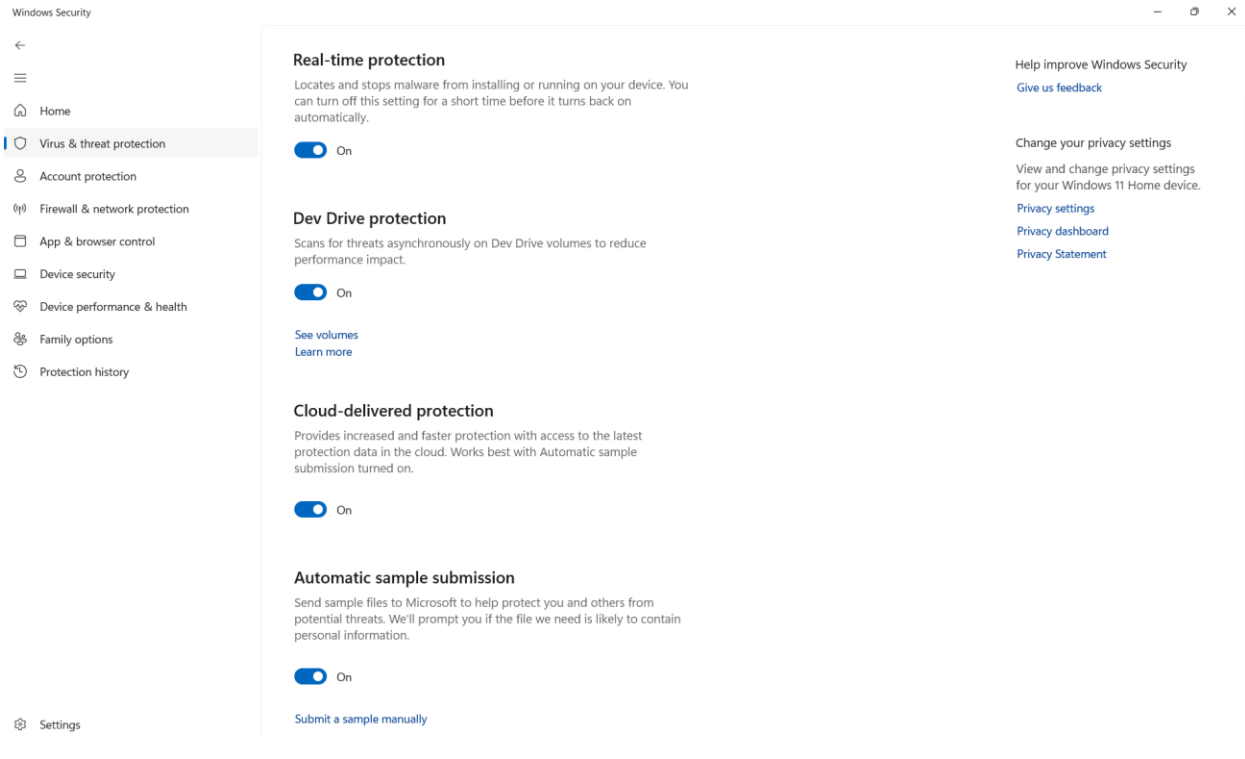 Windows Security
Home
Virus & threat protection
Account protection
Firewall & network protection
App & browser control
Device security
Device performance & health
Family options
Protection history
Settings
Real-time protection
Locates and stops malware from installing or running on your device. You
can turn off this setting for a short time before it turns back on
automatically.
On
Dev Drive protection
Scans for threats asynchronously on Dev Drive volumes to reduce
performance impact.
On
See volumes
Learn more
Cloud-delivered protection
Provides increased and faster protection with access to the latest
protection data in the cloud. Works best with Automatic sample
submission turned on.
On
Automatic sample submission
Send sample files to Microsoft to help protect you and others from
potential threats. We'll prompt you if the file we need is likely to contain
personal information.
On
Submit a sample manually
Help improve Windows Security
Give us feedback
Change your privacy settings
View and change privacy settings
for your Windows 11 Home device.
Privacy settings
Privacy dashboard
Privacy Statement